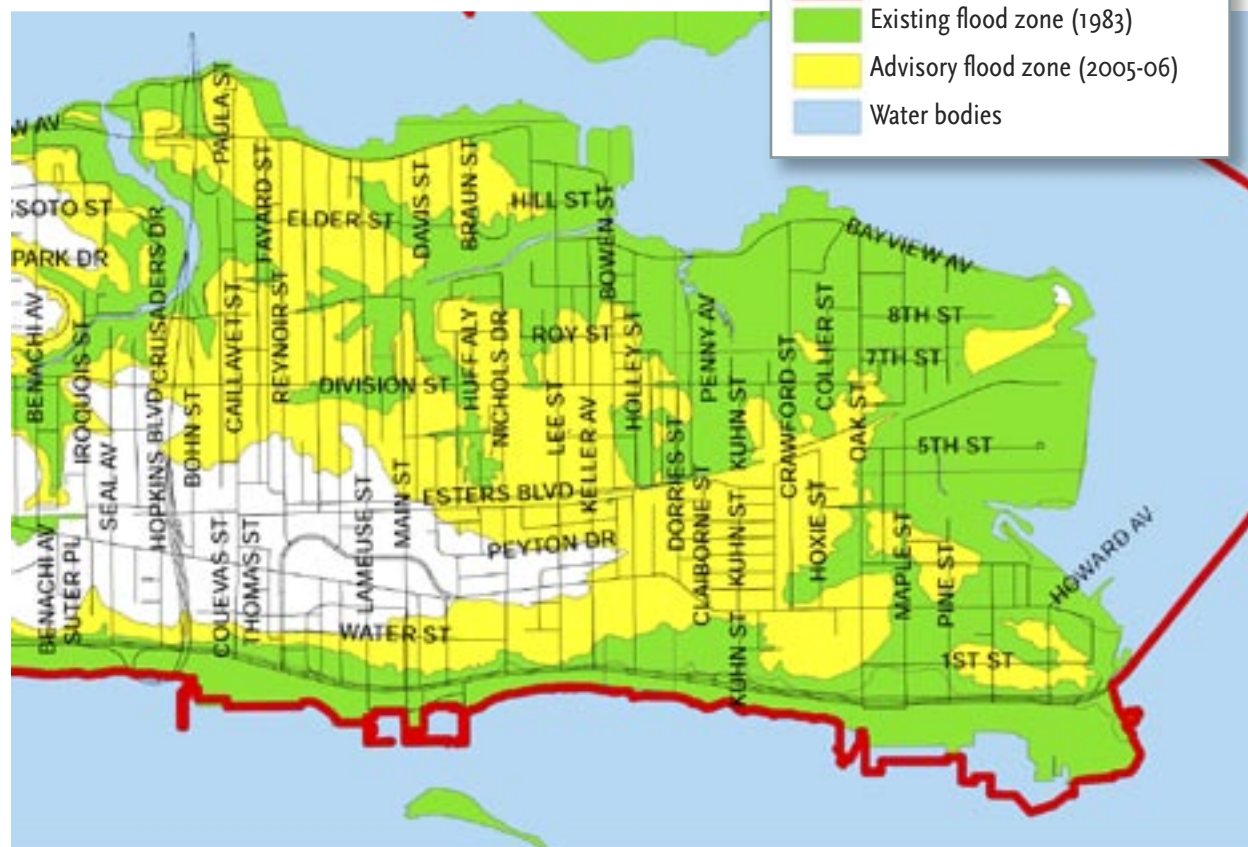 Existing flood zone (1983)
Advisory flood zone (2005-06)
Water bodies
PAULA ST
W AV
SOTO ST
PARK DR
CRUSADERS DR
FAYARD ST
ELDER ST
DAVIS ST
BRAUN ST
HILL ST
BOWEN ST
BAYVIEW AV
BENACHI AV
IROQUOIS ST
HOPKINS BLVD
BOHN ST
CALLAVET ST
REYNOIR ST
DIVISION ST
HUFF ALY
NICHOLS DR
ROY ST
LEE ST
KELLER AV
HOLLEY ST
PENNY AV
KUHN ST
CRAWFORD ST
COLLIER ST
OAK ST
8TH ST
7TH ST
5TH ST
SEAL AV
BENACHI AV
SUTER PL
COUEVAS ST
THOMAS ST
LAMEUSE ST
MAIN ST
ESTERS BLVD
PEYTON DR
DORRIES ST
CLAIBORNE ST
KUHN ST
HOXIE ST
MAPLE ST
PINE ST
HOWARD AV
WATER ST
KUHN ST
1ST ST